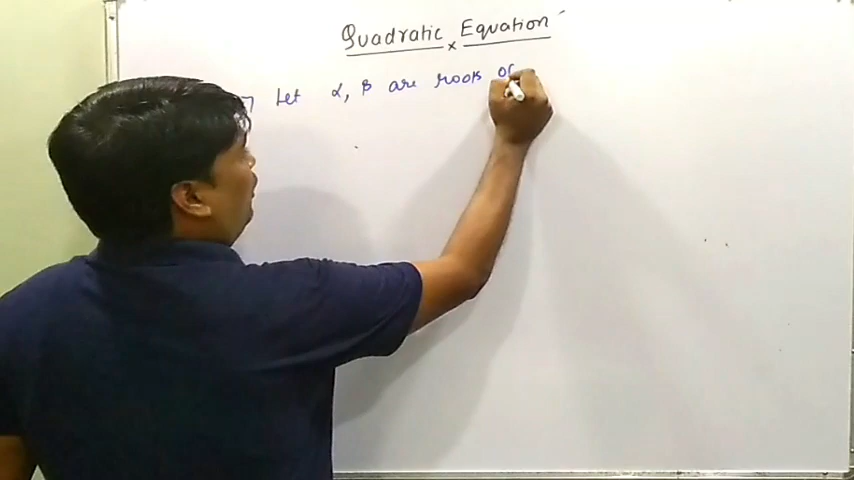 Quadratic Equation
Let α, β are roots of